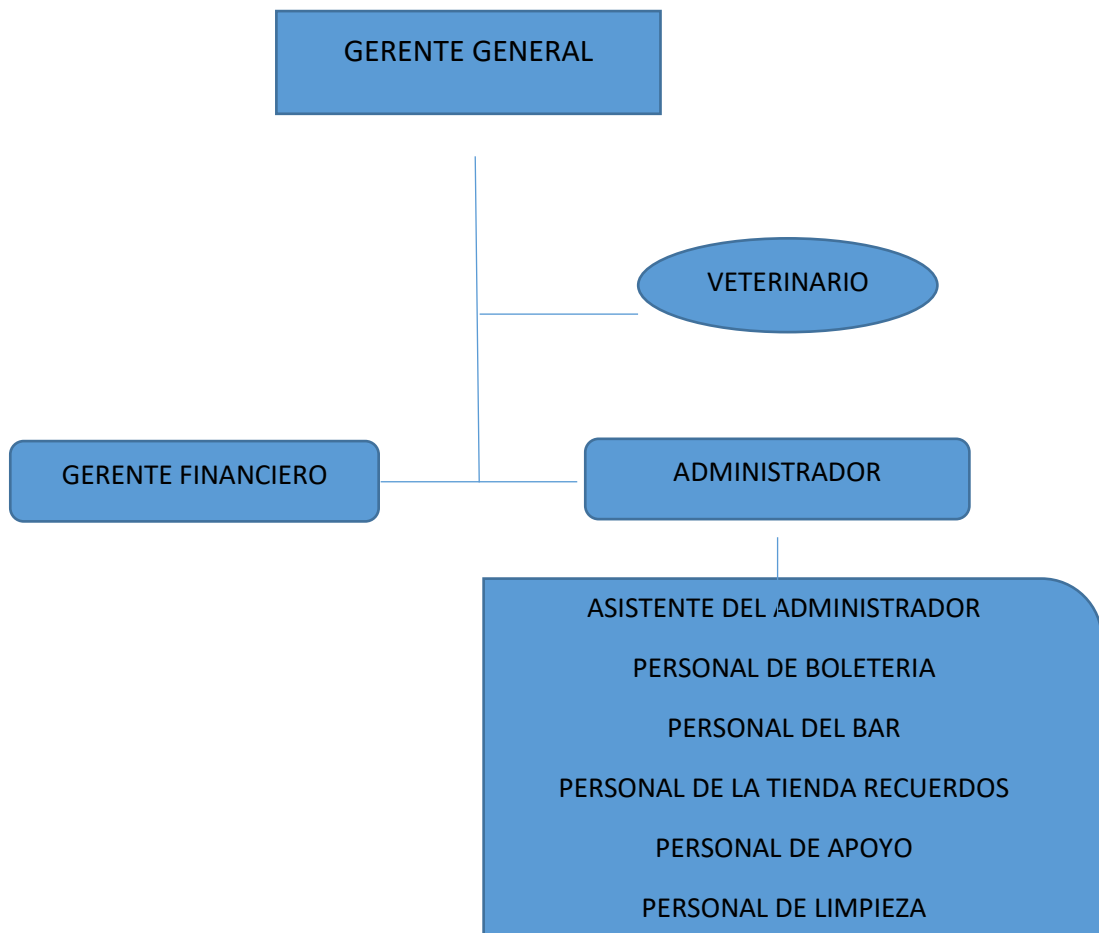 GERENTE GENERAL
VETERINARIO
GERENTE FINANCIERO
ADMINISTRADOR
ASISTENTE DEL ADMINISTRADOR
PERSONAL DE BOLETERIA
PERSONAL DEL BAR
PERSONAL DE LA TIENDA RECUERDOS
PERSONAL DE APOYO
PERSONAL DE LIMPIEZA